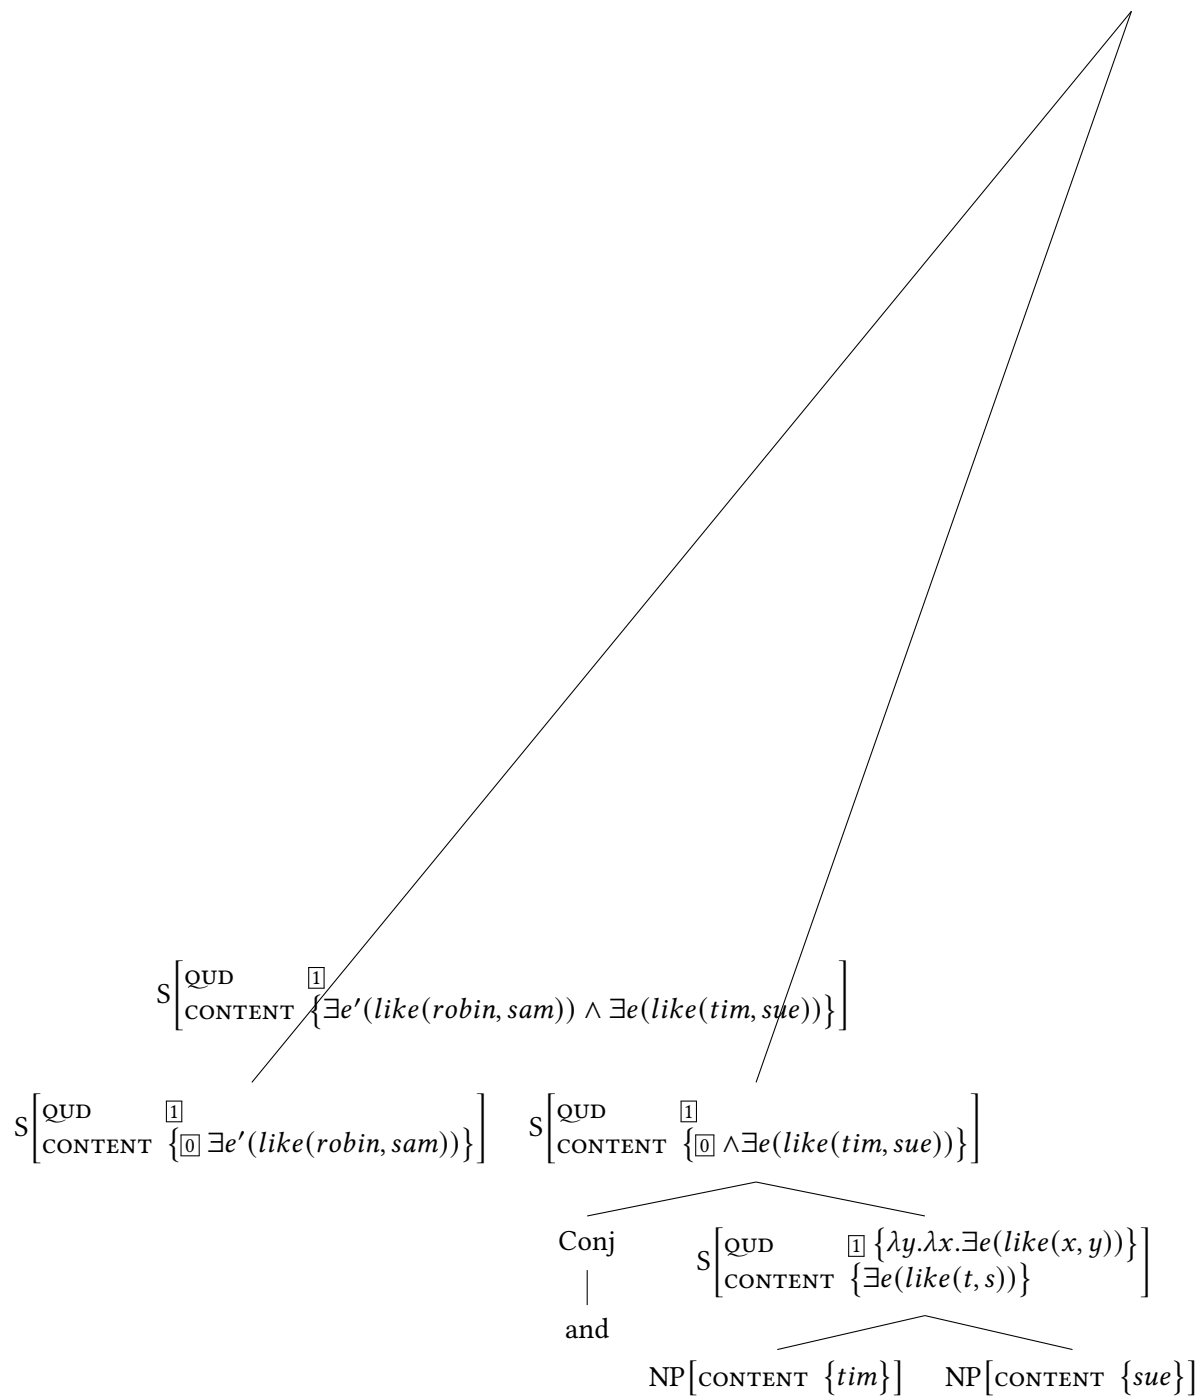 S[QUD 1
CONTENT {∃e′(like(robin, sam)) ∧ ∃e(like(tim, sue))}]
S[QUD 1
CONTENT {0 ∃e′(like(robin, sam))}]
S[QUD 1
CONTENT {0 ∧∃e(like(tim, sue))}]
Conj
S[QUD 1 {λy.λx.∃e(like(x, y))}
CONTENT {∃e(like(t, s))}]
and
NP[CONTENT {tim}] NP[CONTENT {sue}]